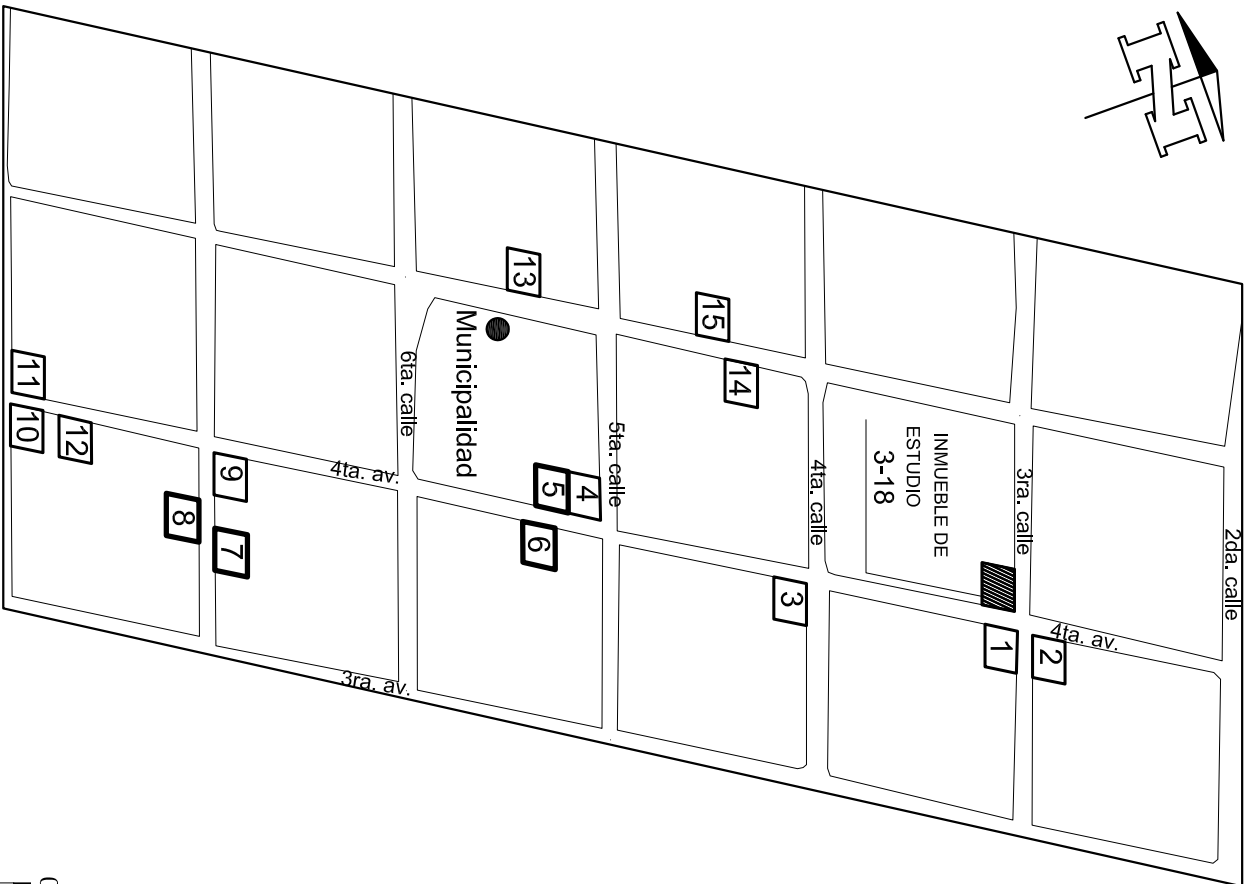 N
2da. calle
3ra. calle
4ta. av.
INMUEBLE DE
ESTUDIO
3-18
1
2
4ta. calle
3
15
14
5ta. calle
13
Municipalidad
4
5
6
6ta. calle
4ta. av.
3ra. av.
9
7
8
11
10
12